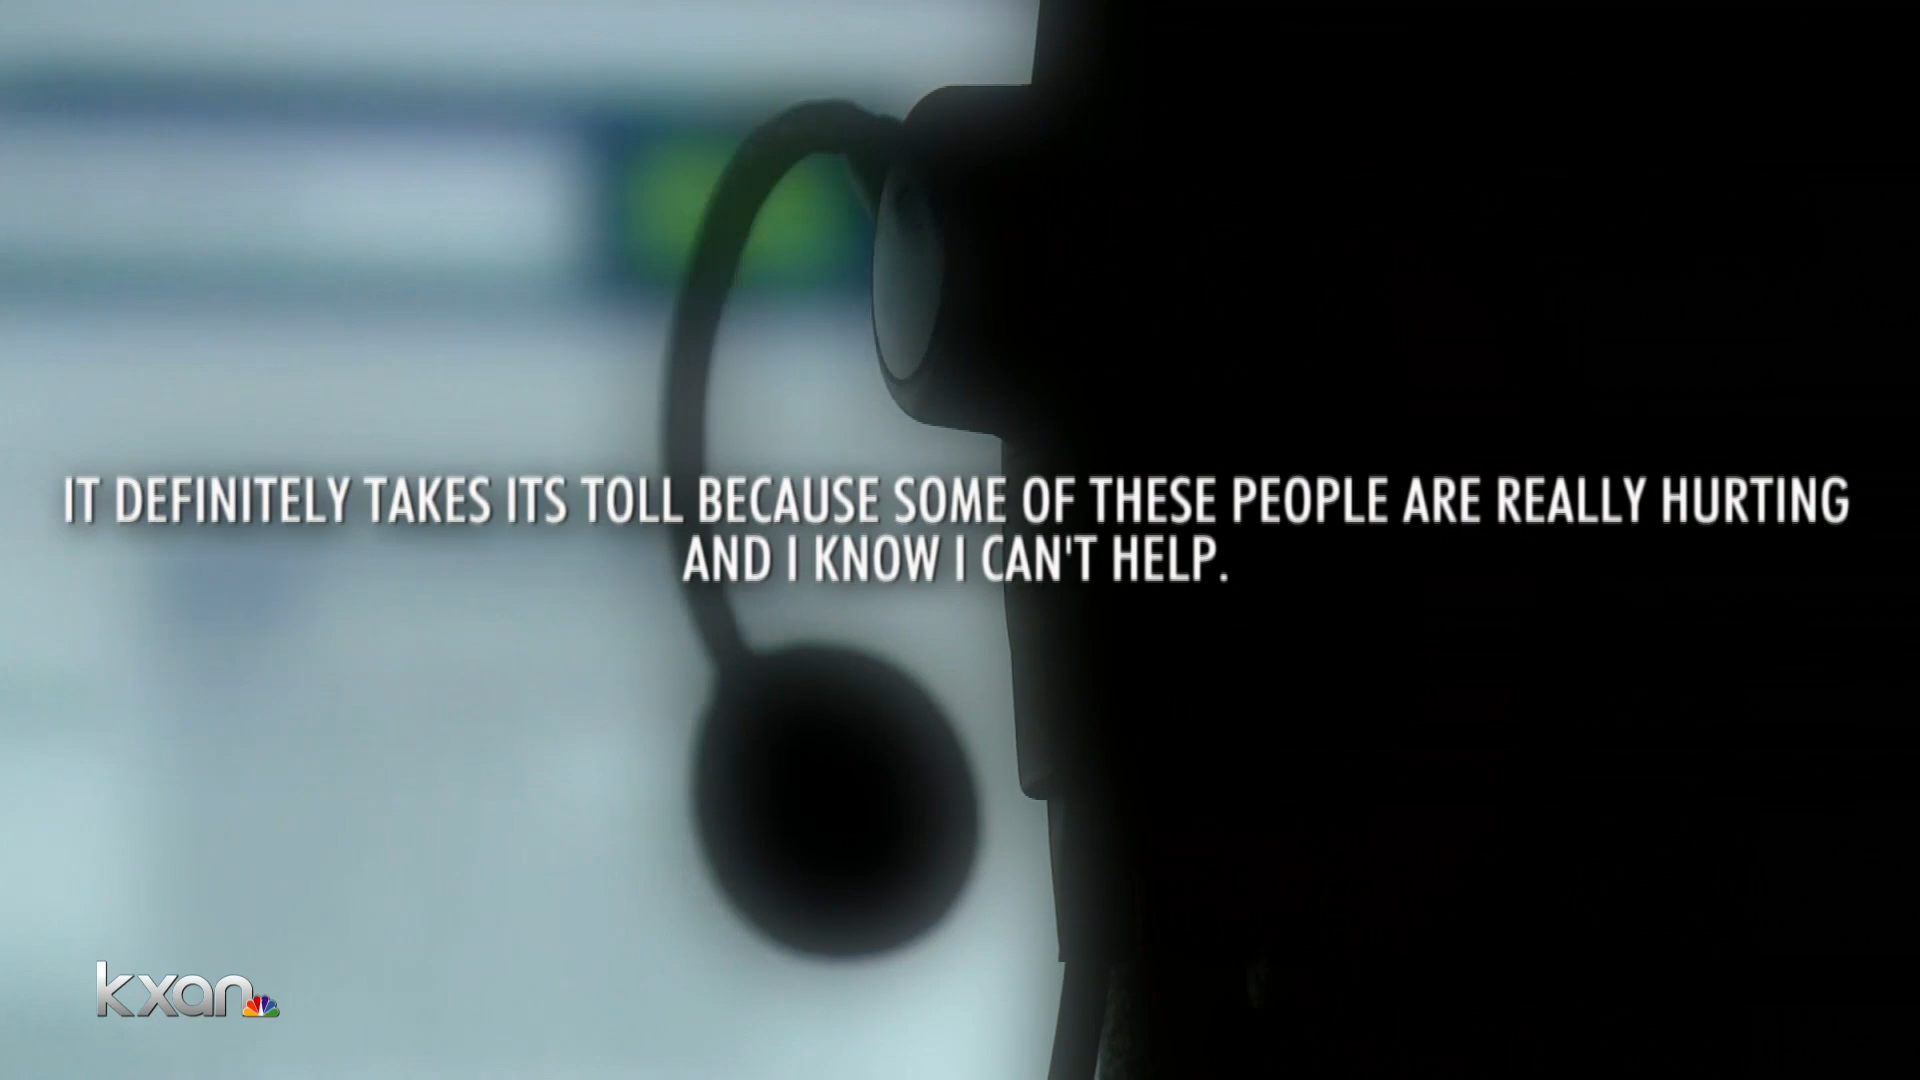 IT DEFINITELY TAKES ITS TOLL BECAUSE SOME OF THESE PEOPLE ARE REALLY HURTING
AND I KNOW I CAN'T HELP.
kxan